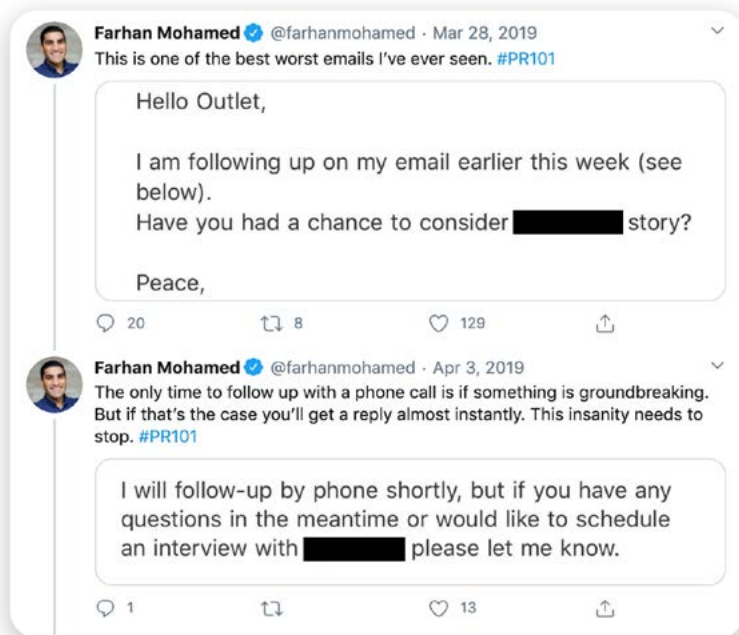 Farhan Mohamed @farhanmohamed · Mar 28, 2019
This is one of the best worst emails I've ever seen. #PR101
Hello Outlet,
I am following up on my email earlier this week (see
below).
Have you had a chance to consider story?
Peace,
20 8 129
Farhan Mohamed @farhanmohamed · Apr 3, 2019
The only time to follow up with a phone call is if something is groundbreaking.
But if that's the case you'll get a reply almost instantly. This insanity needs to
stop. #PR101
I will follow-up by phone shortly, but if you have any
questions in the meantime or would like to schedule
an interview with please let me know.
1 13